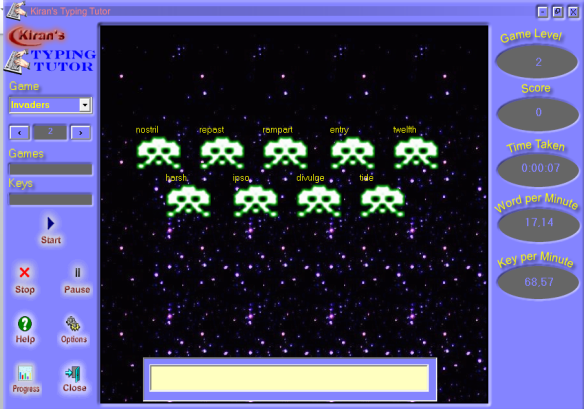 Kiran's Typing Tutor
Kiran's
TYPING
TUTOR
Game
Invaders
< 2 >
Games
Keys
Start
Stop Pause
Help Options
Progress Close
nostril repast rampart entry twelfth
harsh ipso divulge tide
Game Level
2
Score
0
Time Taken
0:00:07
Word per Minute
17,14
Key per Minute
68,57